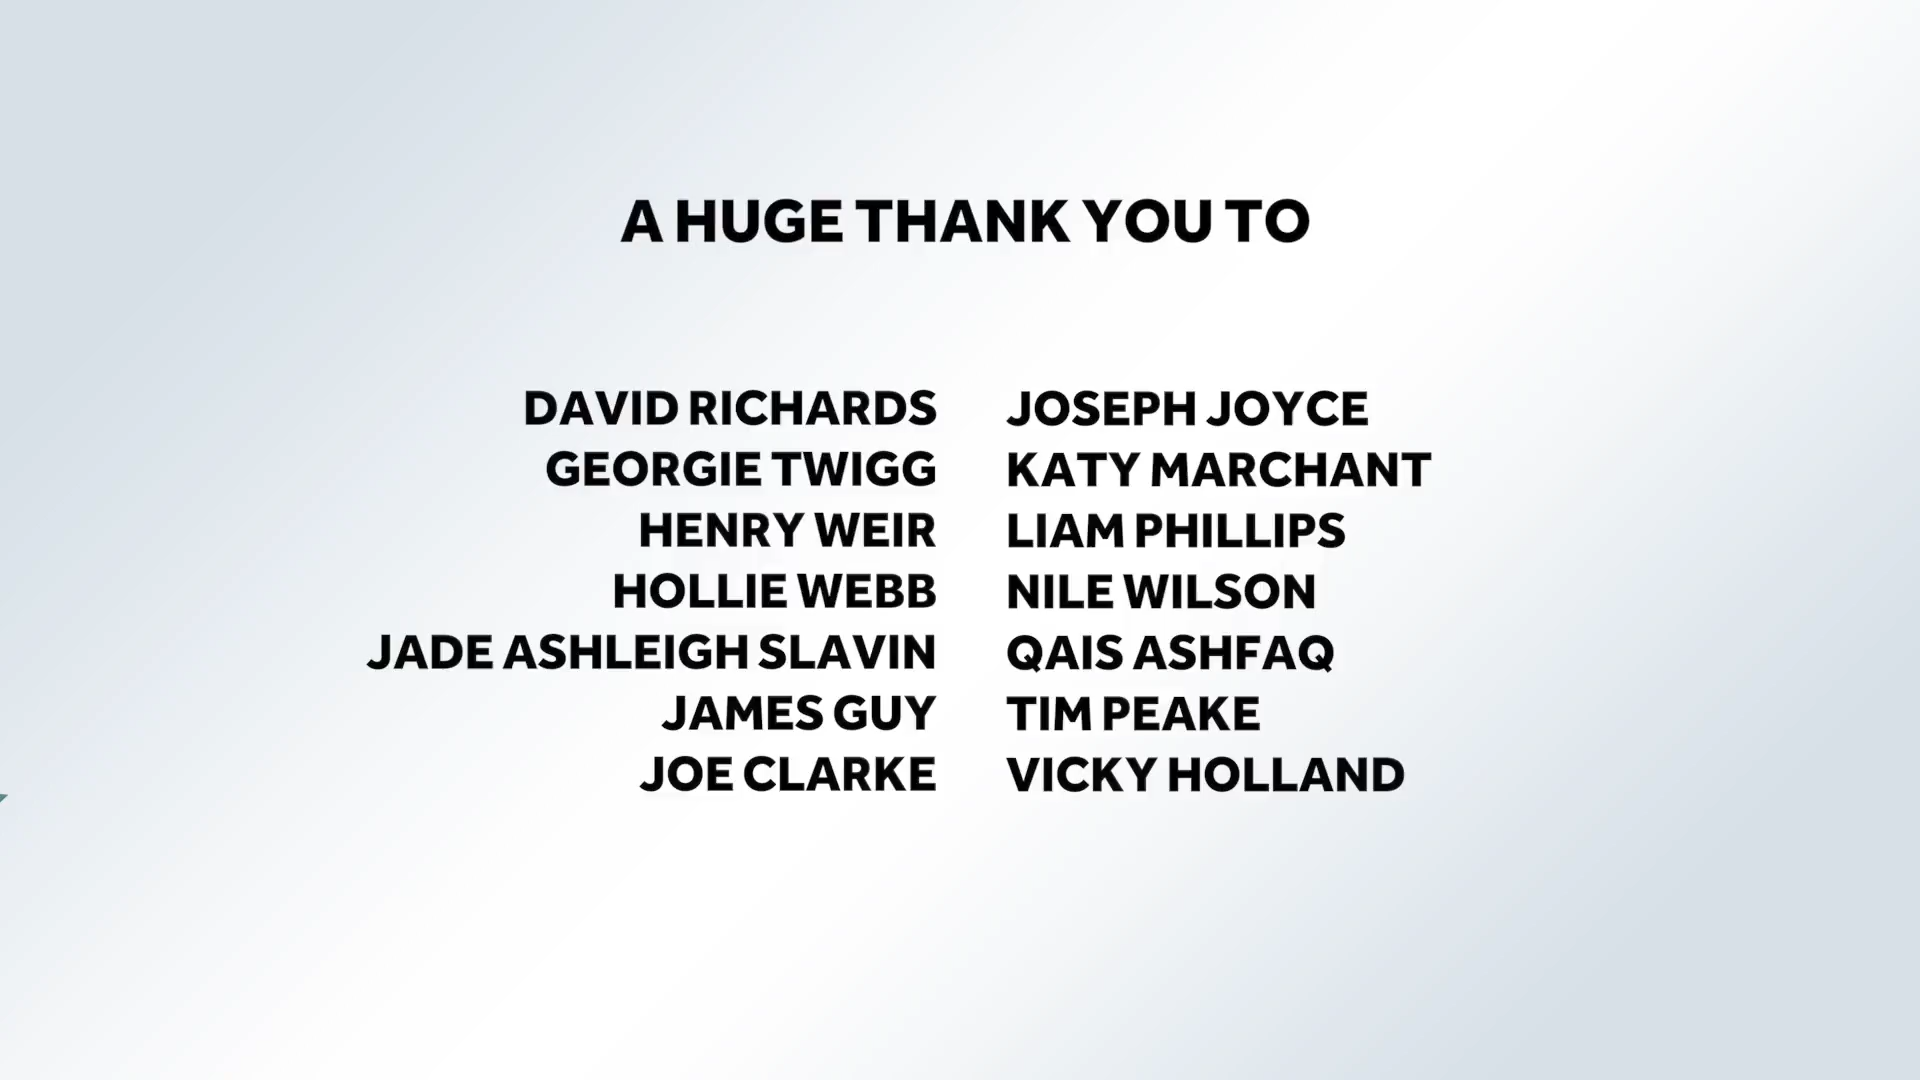 A HUGE THANK YOU TO
DAVID RICHARDS
GEORGIE TWIGG
HENRY WEIR
HOLLIE WEBB
JADE ASHLEIGH SLAVIN
JAMES GUY
JOE CLARKE
JOSEPH JOYCE
KATY MARCHANT
LIAM PHILLIPS
NILE WILSON
QAIS ASHFAQ
TIM PEAKE
VICKY HOLLAND